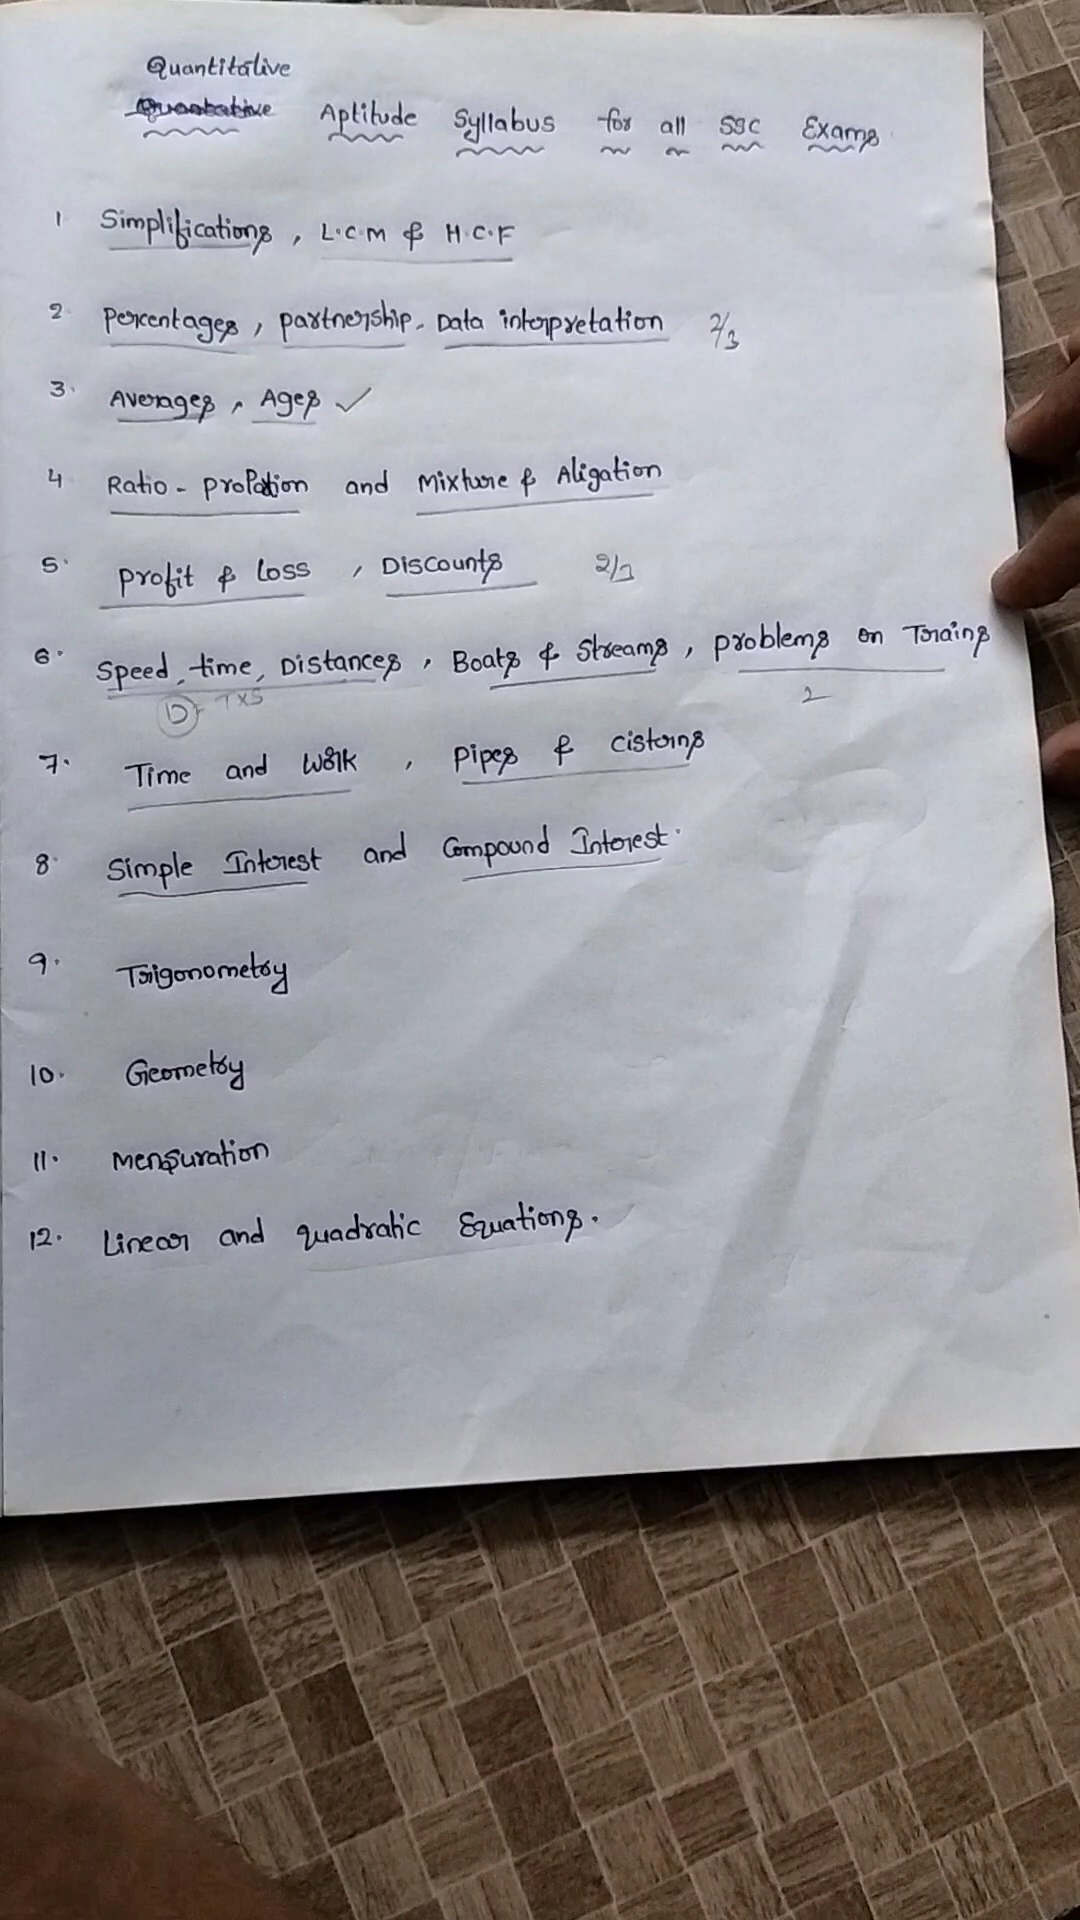 Quantitative
Aptitude Syllabus for all SSC Exams
1 Simplifications, L.C.M & H.C.F
2. Percentages, partnership, Data interpretation 2/3
3. Averages, Ages ✓
4 Ratio - propotion and Mixture & Aligation
5. Profit & Loss, Discounts
6. Speed, time, Distances, Boats & Streams, problems on Trains
D T×S 2
7. Time and Work, Pipes & cisterns
8. Simple Interest and Compound Interest.
9. Trigonometry
10. Geometry
11. Mensuration
12. Linear and quadratic Equations.